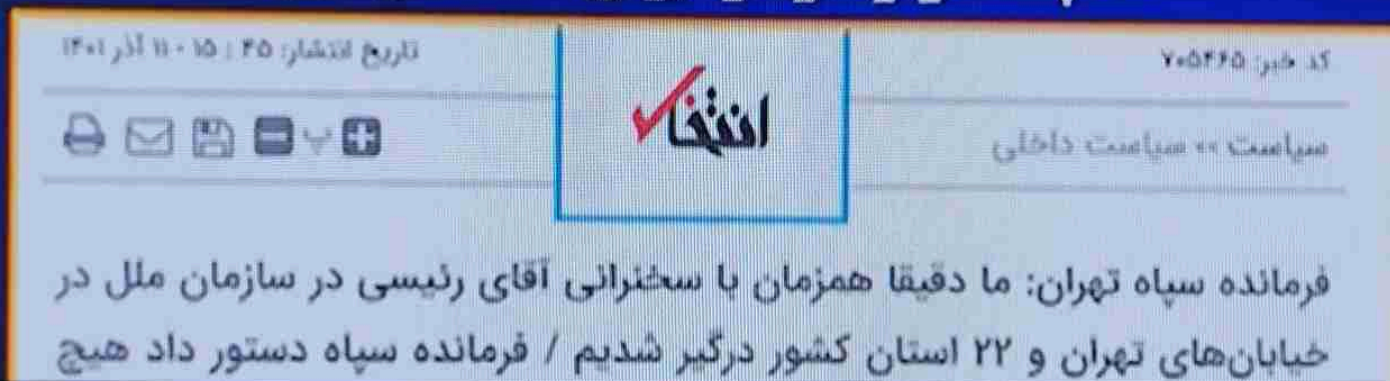 کد خبر: ۷۰۵۴۶۵
تاریخ انتشار: ۴۵ : ۱۵ - ۱۱ آذر ۱۴۰۱
انتخاب
سیاست » سیاست داخلی
فرمانده سپاه تهران: ما دقیقا همزمان با سخنرانی آقای رئیسی در سازمان ملل در
خیابان‌های تهران و ۲۲ استان کشور درگیر شدیم / فرمانده سپاه دستور داد هیچ